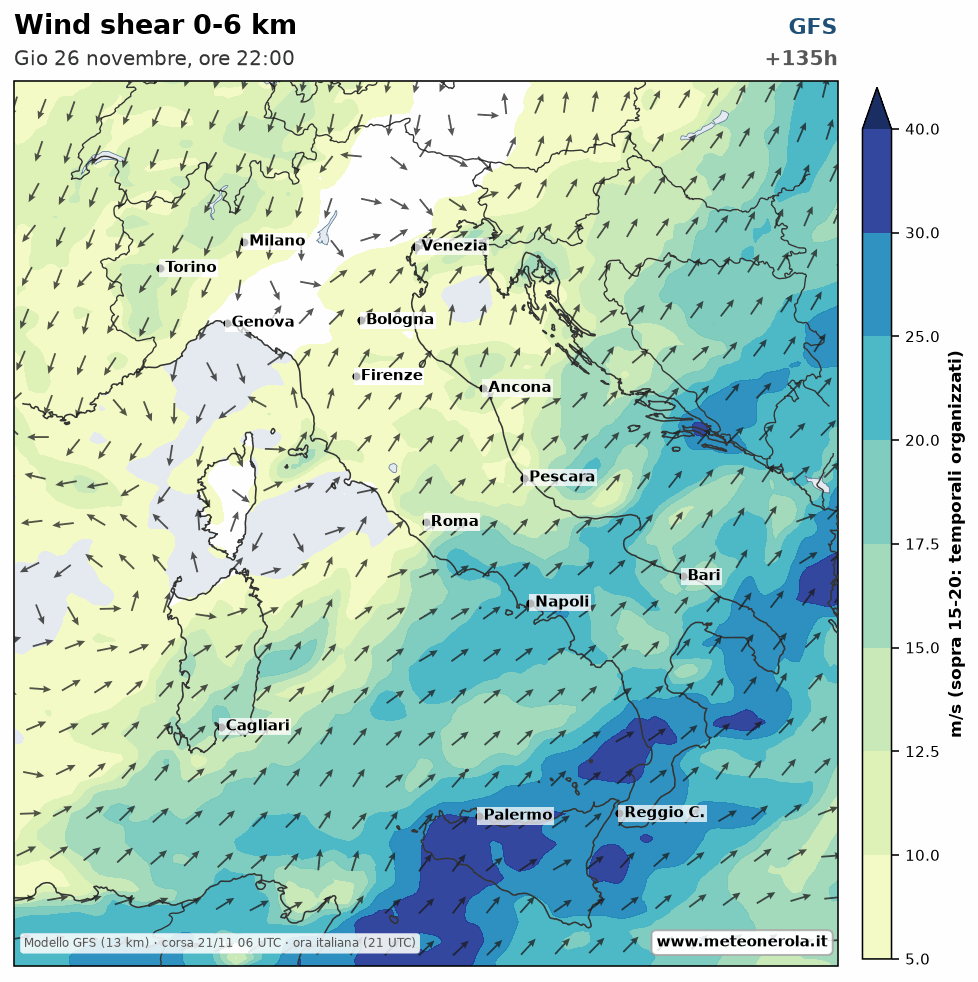 Wind shear 0-6 km
GFS
Gio 26 novembre, ore 22:00
+135h
40.0
30.0
25.0
20.0
17.5
15.0
12.5
10.0
5.0
m/s (sopra 15-20: temporali organizzati)
Milano
Venezia
Torino
Genova
Bologna
Firenze
Ancona
Pescara
Roma
Bari
Napoli
Cagliari
Palermo
Reggio C.
Modello GFS (13 km) · corsa 21/11 06 UTC · ora italiana (21 UTC)
www.meteonerola.it